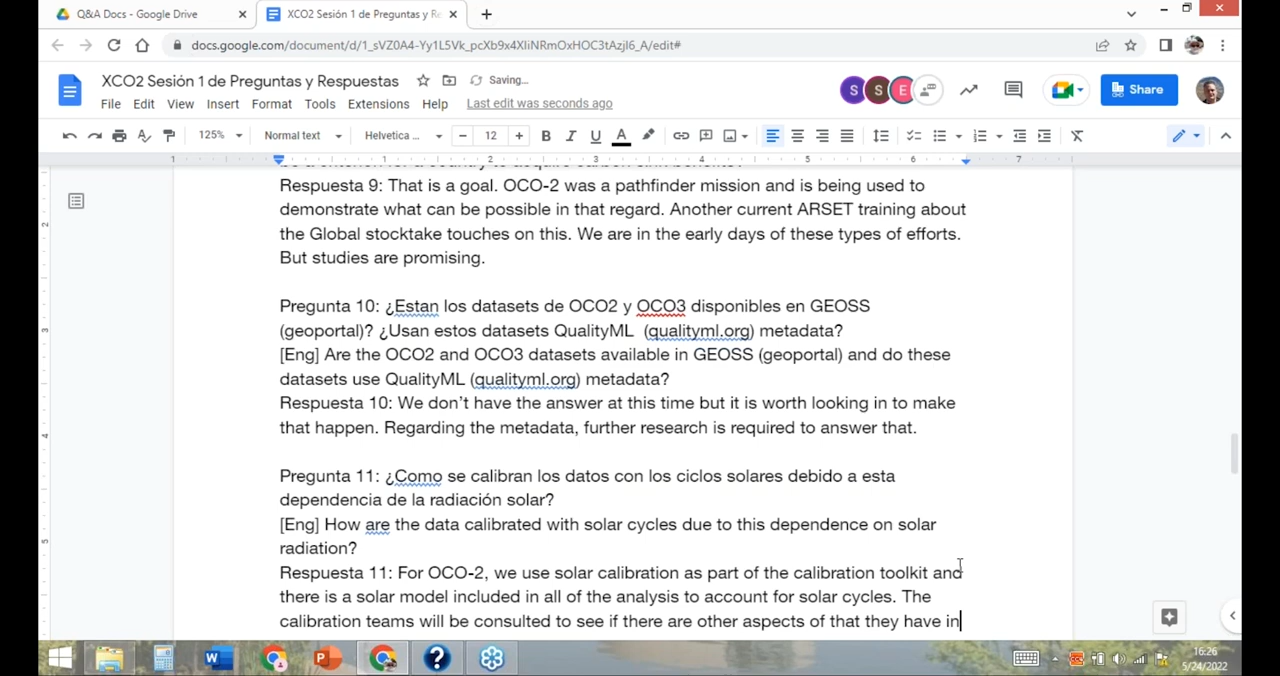 Q&A Docs - Google Drive
XCO2 Sesión 1 de Preguntas y Re
docs.google.com/document/d/1_sVZ0A4-Yy1L5Vk_pcXb9x4XIiNRmOxHOC3tAzjI6_A/edit#
XCO2 Sesión 1 de Preguntas y Respuestas
Saving...
S S E
Share
File Edit View Insert Format Tools Extensions Help Last edit was seconds ago
125% Normal text Helvetica ... 12 B I U A
1 1 2 3 4 5 6 7
Respuesta 9: That is a goal. OCO-2 was a pathfinder mission and is being used to
demonstrate what can be possible in that regard. Another current ARSET training about
the Global stocktake touches on this. We are in the early days of these types of efforts.
But studies are promising.
Pregunta 10: ¿Estan los datasets de OCO2 y OCO3 disponibles en GEOSS
(geoportal)? ¿Usan estos datasets QualityML (qualityml.org) metadata?
[Eng] Are the OCO2 and OCO3 datasets available in GEOSS (geoportal) and do these
datasets use QualityML (qualityml.org) metadata?
Respuesta 10: We don't have the answer at this time but it is worth looking in to make
that happen. Regarding the metadata, further research is required to answer that.
Pregunta 11: ¿Como se calibran los datos con los ciclos solares debido a esta
dependencia de la radiación solar?
[Eng] How are the data calibrated with solar cycles due to this dependence on solar
radiation?
Respuesta 11: For OCO-2, we use solar calibration as part of the calibration toolkit and
there is a solar model included in all of the analysis to account for solar cycles. The
calibration teams will be consulted to see if there are other aspects of that they have in
2
3
4
5
16:26
5/24/2022